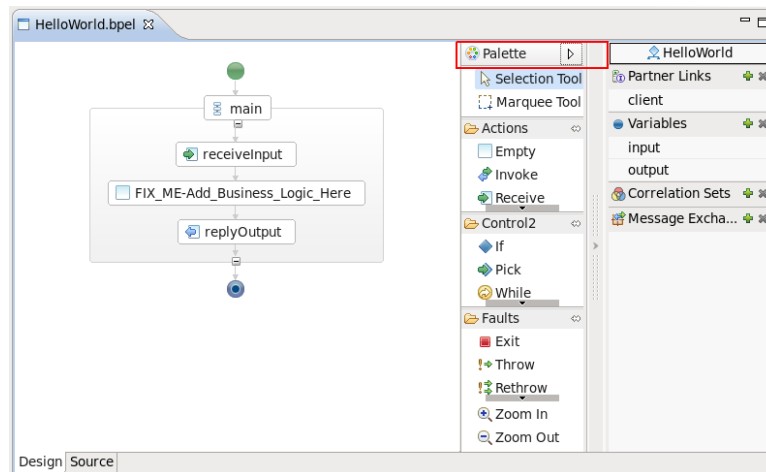 HelloWorld.bpel
main
receiveInput
FIX_ME-Add_Business_Logic_Here
replyOutput
Palette
Selection Tool
Marquee Tool
Actions
Empty
Invoke
Receive
Control2
If
Pick
While
Faults
Exit
Throw
Rethrow
Zoom In
Zoom Out
HelloWorld
Partner Links
client
Variables
input
output
Correlation Sets
Message Excha...
Design Source